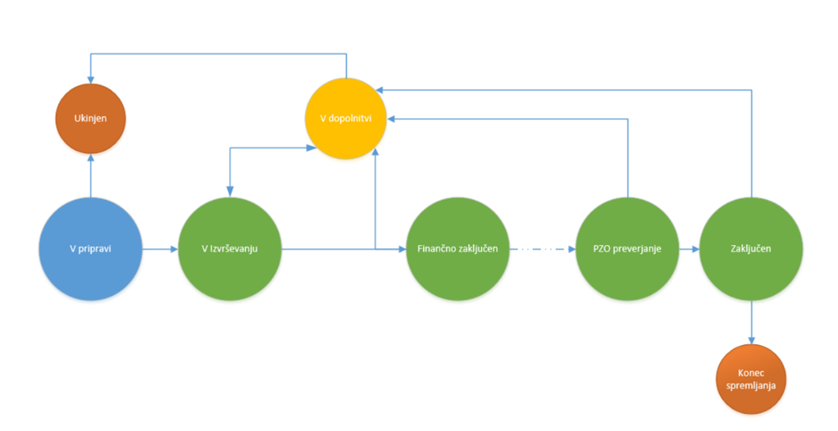 Ukinjen
V dopolnitvi
V pripravi
V Izvrševanju
Finančno zaključen
PZO preverjanje
Zaključen
Konec
spremljanja